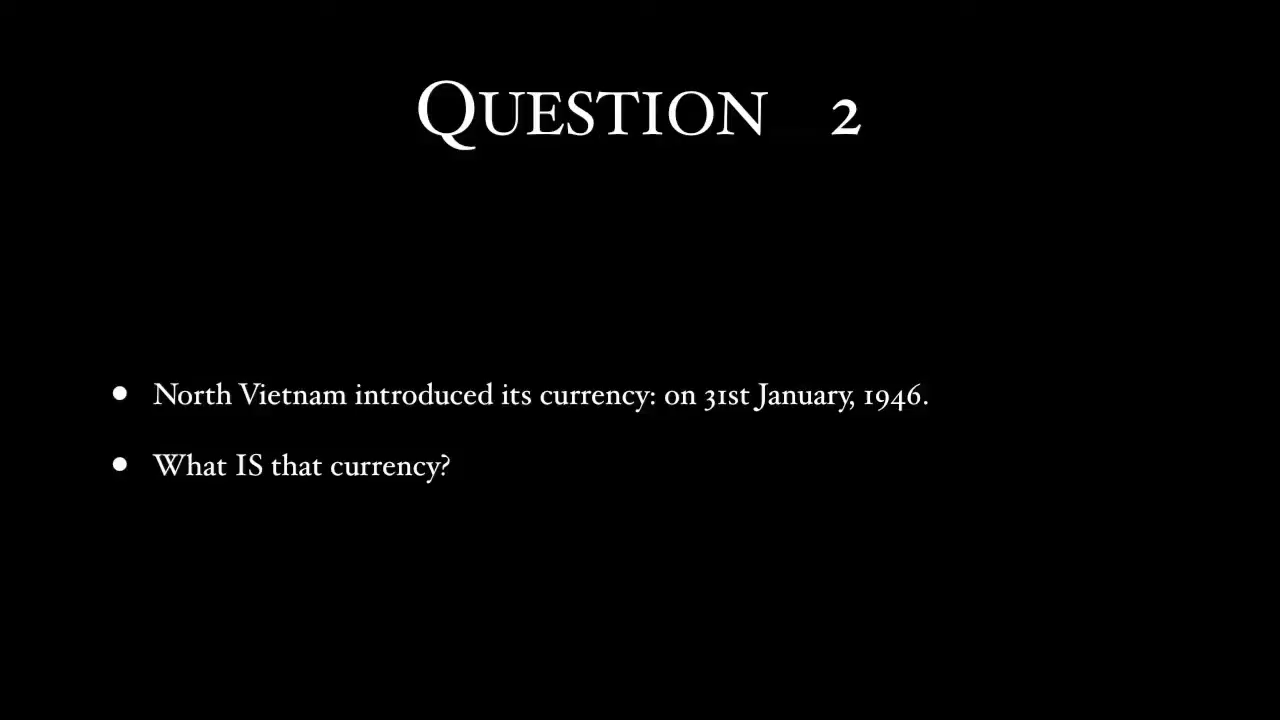 QUESTION 2
• North Vietnam introduced its currency: on 31st January, 1946.
• What IS that currency?